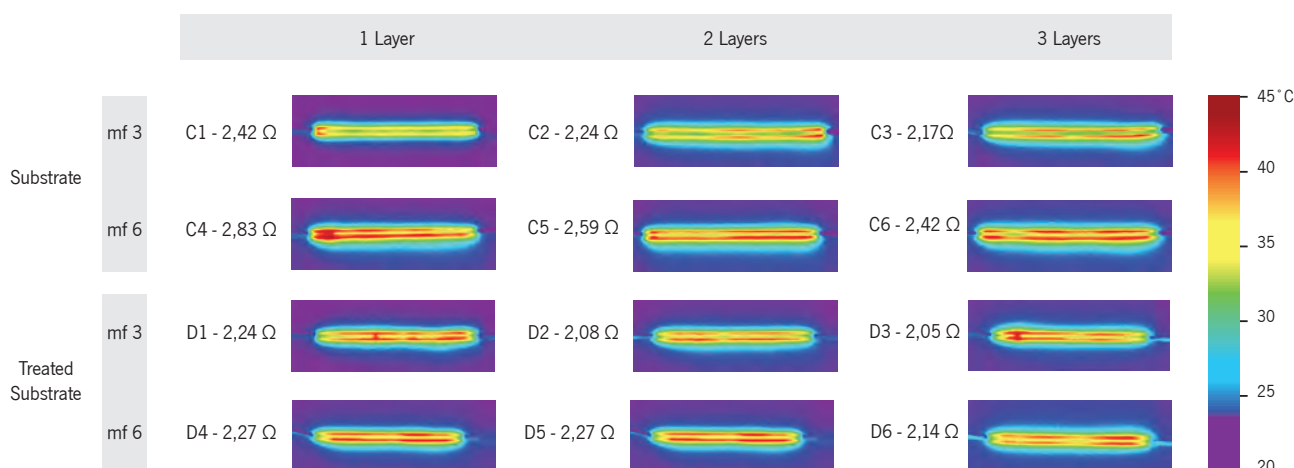 1 Layer 2 Layers 3 Layers
45˚C
mf 3 C1 - 2,42 Ω C2 - 2,24 Ω C3 - 2,17Ω
40
Substrate
mf 6 C4 - 2,83 Ω C5 - 2,59 Ω C6 - 2,42 Ω
35
30
mf 3 D1 - 2,24 Ω D2 - 2,08 Ω D3 - 2,05 Ω
Treated
Substrate
25
mf 6 D4 - 2,27 Ω D5 - 2,27 Ω D6 - 2,14 Ω
20